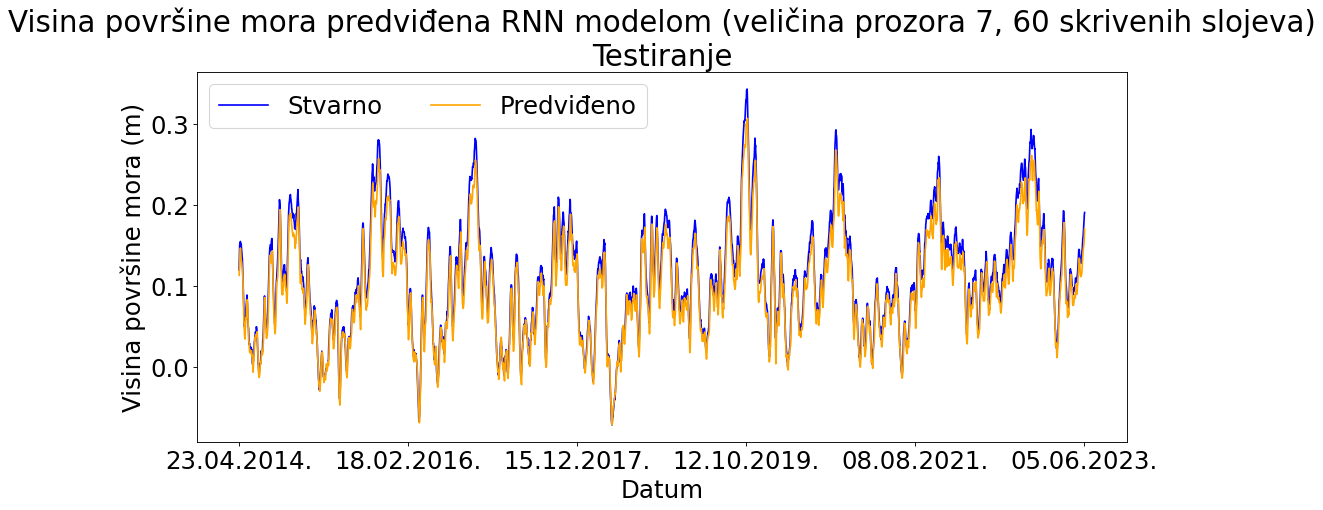 Visina površine mora predviđena RNN modelom (veličina prozora 7, 60 skrivenih slojeva)
Testiranje
Stvarno Predviđeno
Visina površine mora (m)
0.3
0.2
0.1
0.0
23.04.2014. 18.02.2016. 15.12.2017. 12.10.2019. 08.08.2021. 05.06.2023.
Datum